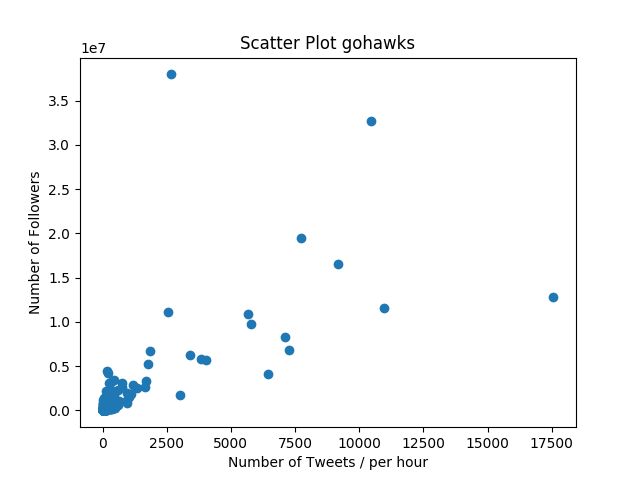 Scatter Plot gohawks
1e7
3.5
3.0
2.5
2.0
1.5
1.0
0.5
0.0
Number of Followers
0 2500 5000 7500 10000 12500 15000 17500
Number of Tweets / per hour